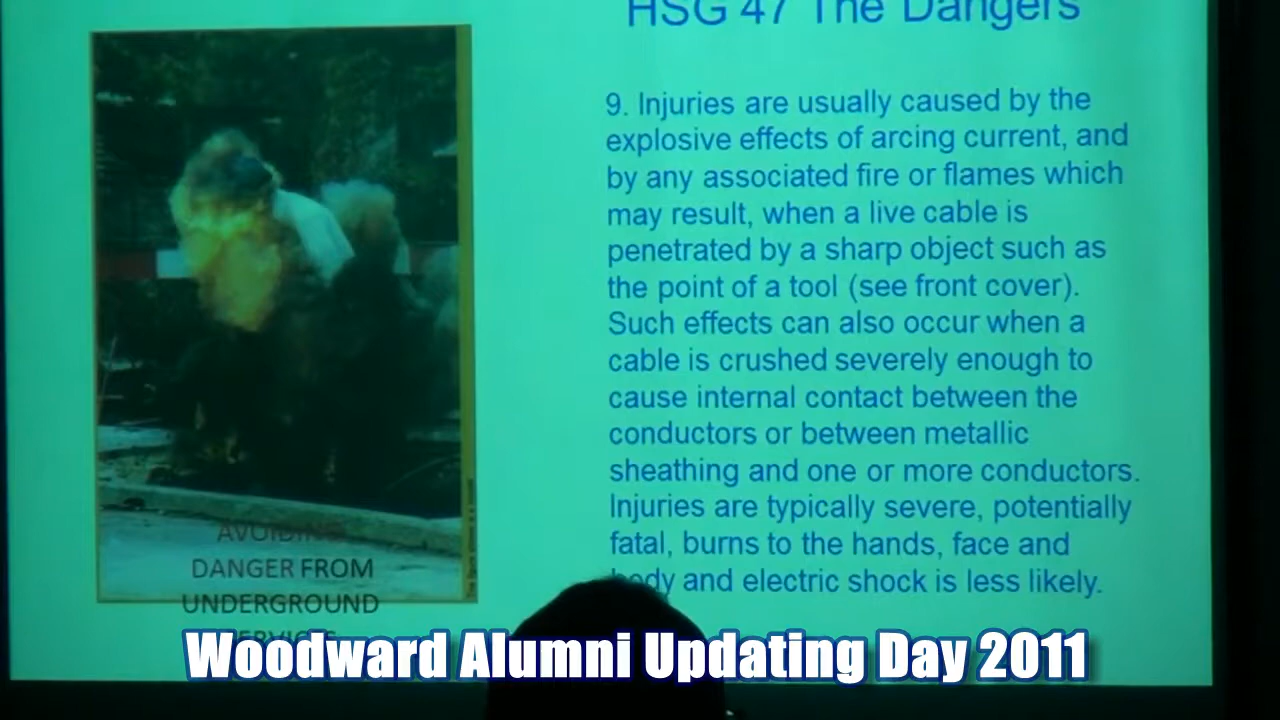 HSG 47 The Dangers
9. Injuries are usually caused by the
explosive effects of arcing current, and
by any associated fire or flames which
may result, when a live cable is
penetrated by a sharp object such as
the point of a tool (see front cover).
Such effects can also occur when a
cable is crushed severely enough to
cause internal contact between the
conductors or between metallic
sheathing and one or more conductors.
Injuries are typically severe, potentially
fatal, burns to the hands, face and
body and electric shock is less likely.
AVOIDING
DANGER FROM
UNDERGROUND
SERVICES
Woodward Alumni Updating Day 2011